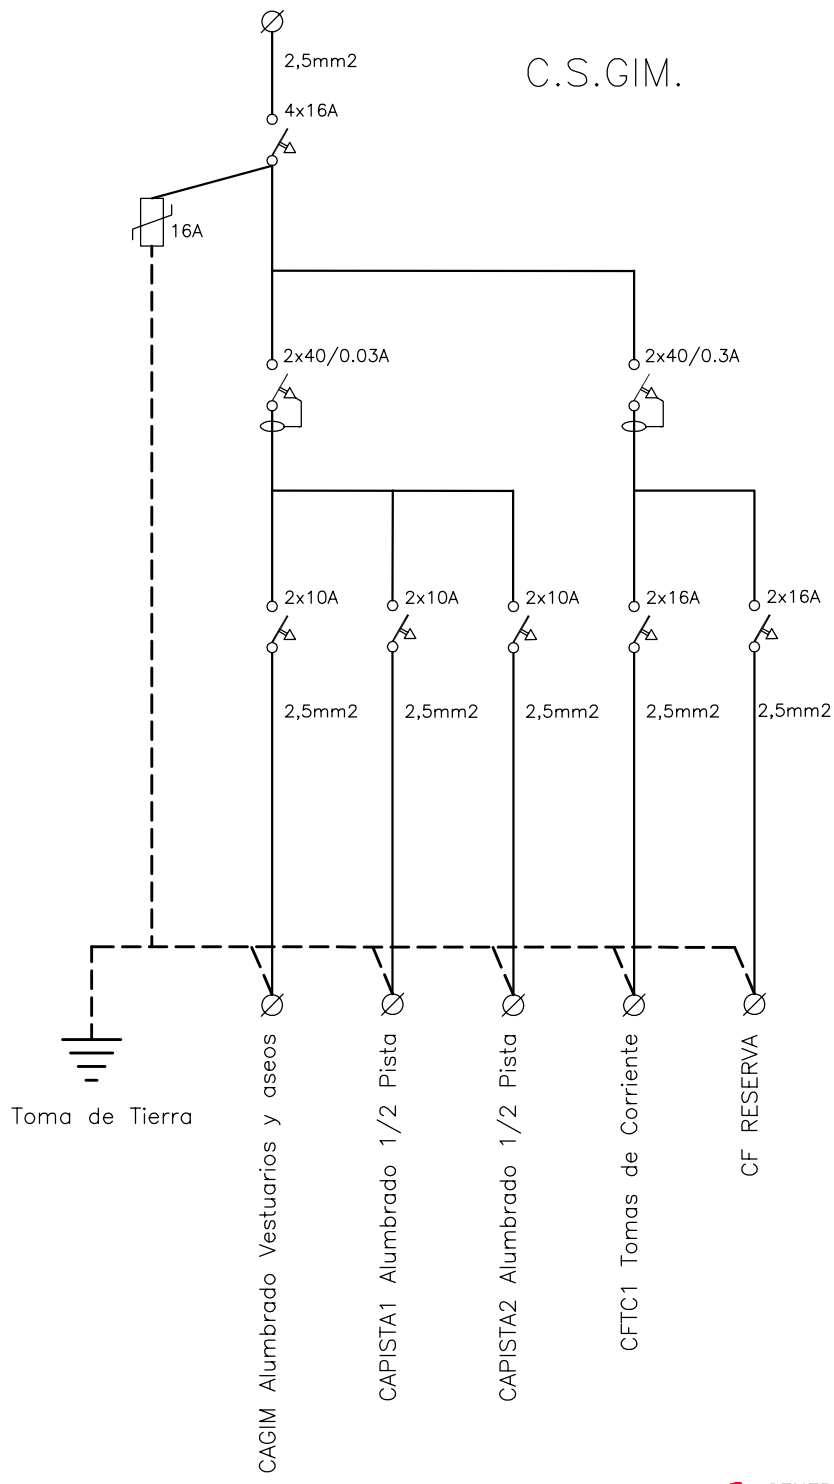 2,5mm2
C.S.GIM.
4x16A
16A
2x40/0.03A
2x40/0.3A
2x10A
2x10A
2x10A
2x16A
2x16A
2,5mm2
2,5mm2
2,5mm2
2,5mm2
2,5mm2
Toma de Tierra
CAGIM Alumbrado Vestuarios y aseos
CAPISTA1 Alumbrado 1/2 Pista
CAPISTA2 Alumbrado 1/2 Pista
CFTC1 Tomas de Corriente
CF RESERVA